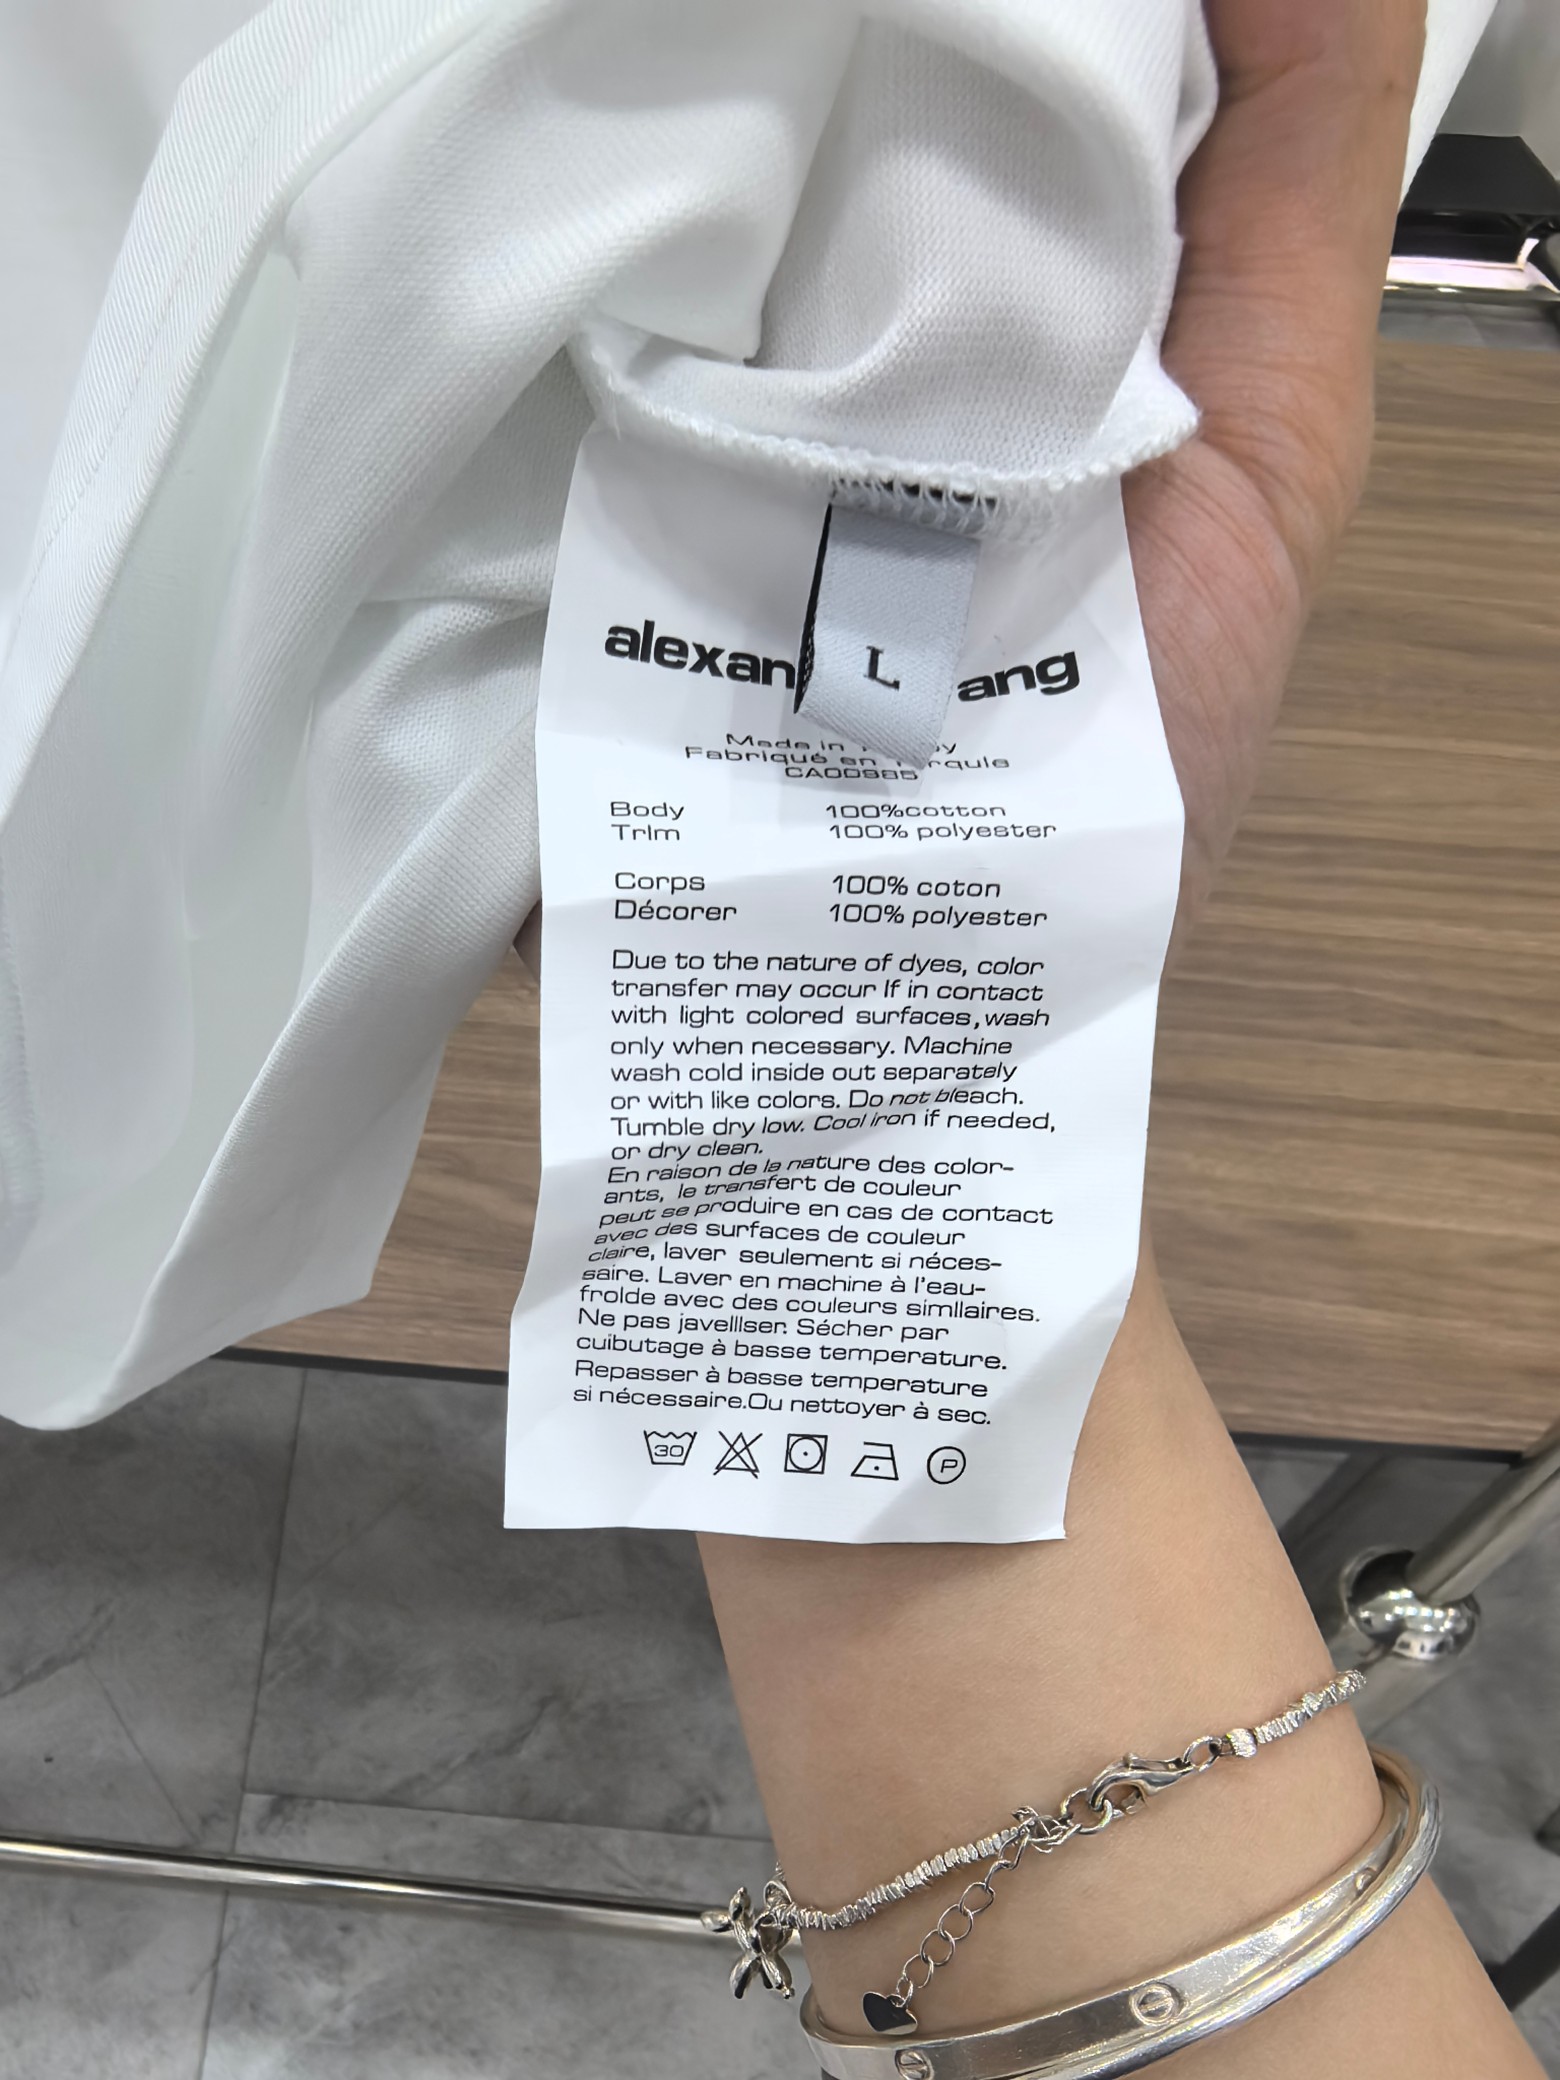 alexan
ang
L
Made in
y
Fabriqué en
rquie
CA00985
Body 100%cotton
Trim 100% polyester
Corps 100% coton
Décorer 100% polyester
Due to the nature of dyes, color
transfer may occur If in contact
with light colored surfaces,wash
only when necessary. Machine
wash cold inside out separately
or with like colors. Do not bleach.
Tumble dry low. Cool iron if needed,
or dry clean.
En raison de la nature des color-
ants, le transfert de couleur
peut se produire en cas de contact
avec des surfaces de couleur
claire, laver seulement si néces-
saire. Laver en machine à l'eau-
frolde avec des couleurs simllaires.
Ne pas javelllser. Sécher par
cuibutage à basse temperature.
Repasser à basse temperature
si nécessaire.Ou nettoyer à sec.
30
P